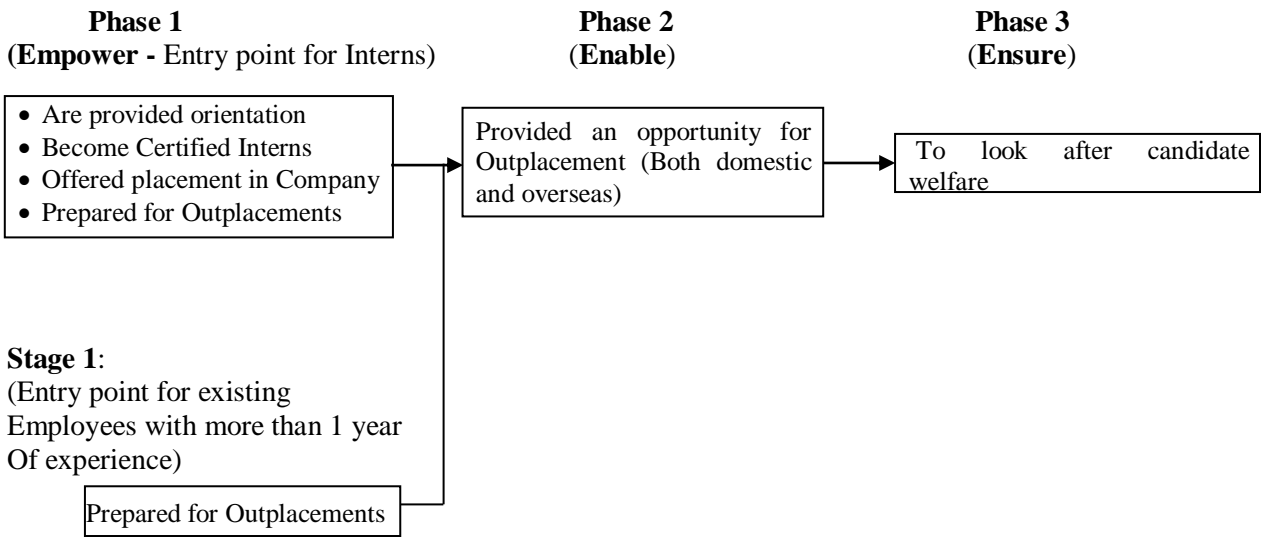 Phase 1
(Empower - Entry point for Interns)
Phase 2
(Enable)
Phase 3
(Ensure)
• Are provided orientation
• Become Certified Interns
• Offered placement in Company
• Prepared for Outplacements
Provided an opportunity for
Outplacement (Both domestic
and overseas)
To look after candidate
welfare
Stage 1:
(Entry point for existing
Employees with more than 1 year
Of experience)
Prepared for Outplacements